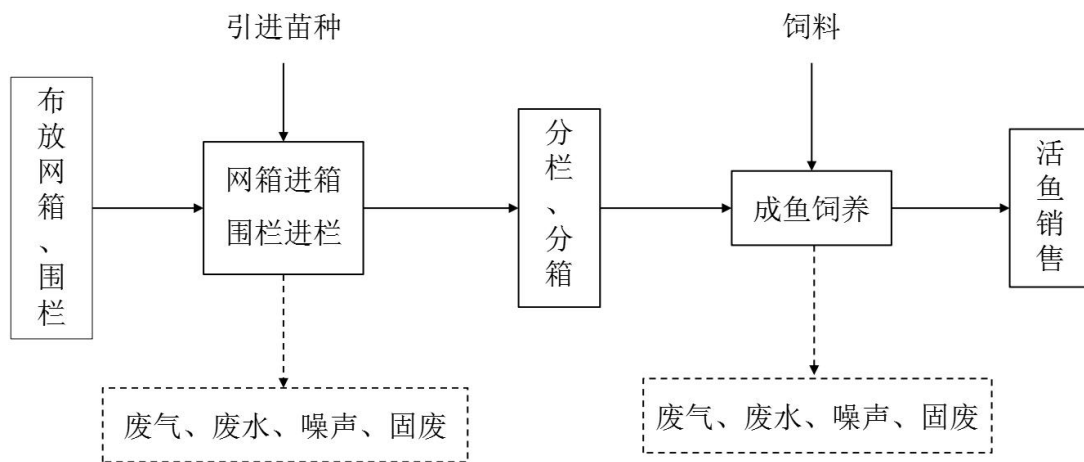 引进苗种
饲料
布放网箱、围栏
网箱进箱
围栏进栏
分栏、分箱
成鱼饲养
活鱼销售
废气、废水、噪声、固废
废气、废水、噪声、固废